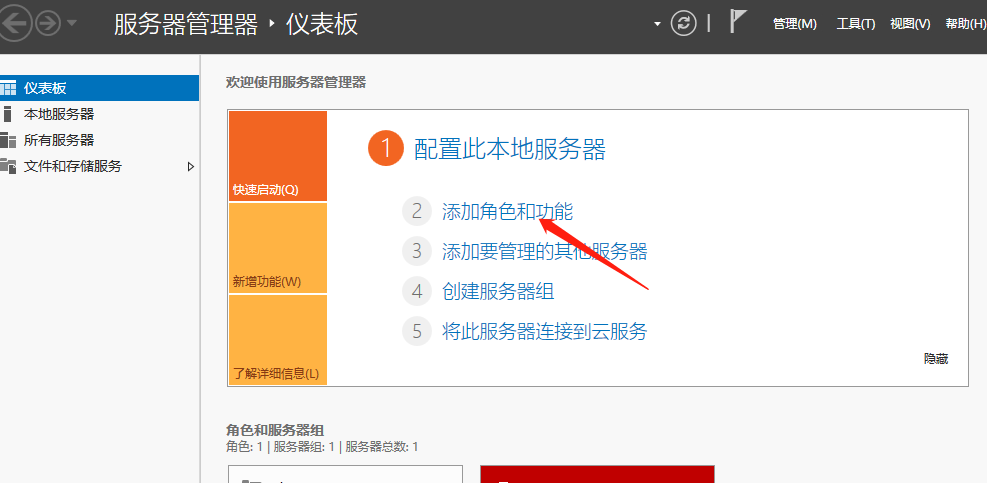 服务器管理器 · 仪表板
管理(M) 工具(T) 视图(V) 帮助(H)
仪表板
本地服务器
所有服务器
文件和存储服务
欢迎使用服务器管理器
快速启动(Q)
新增功能(W)
了解详细信息(L)
1 配置此本地服务器
2 添加角色和功能
3 添加要管理的其他服务器
4 创建服务器组
5 将此服务器连接到云服务
隐藏
角色和服务器组
角色: 1 | 服务器组: 1 | 服务器总数: 1